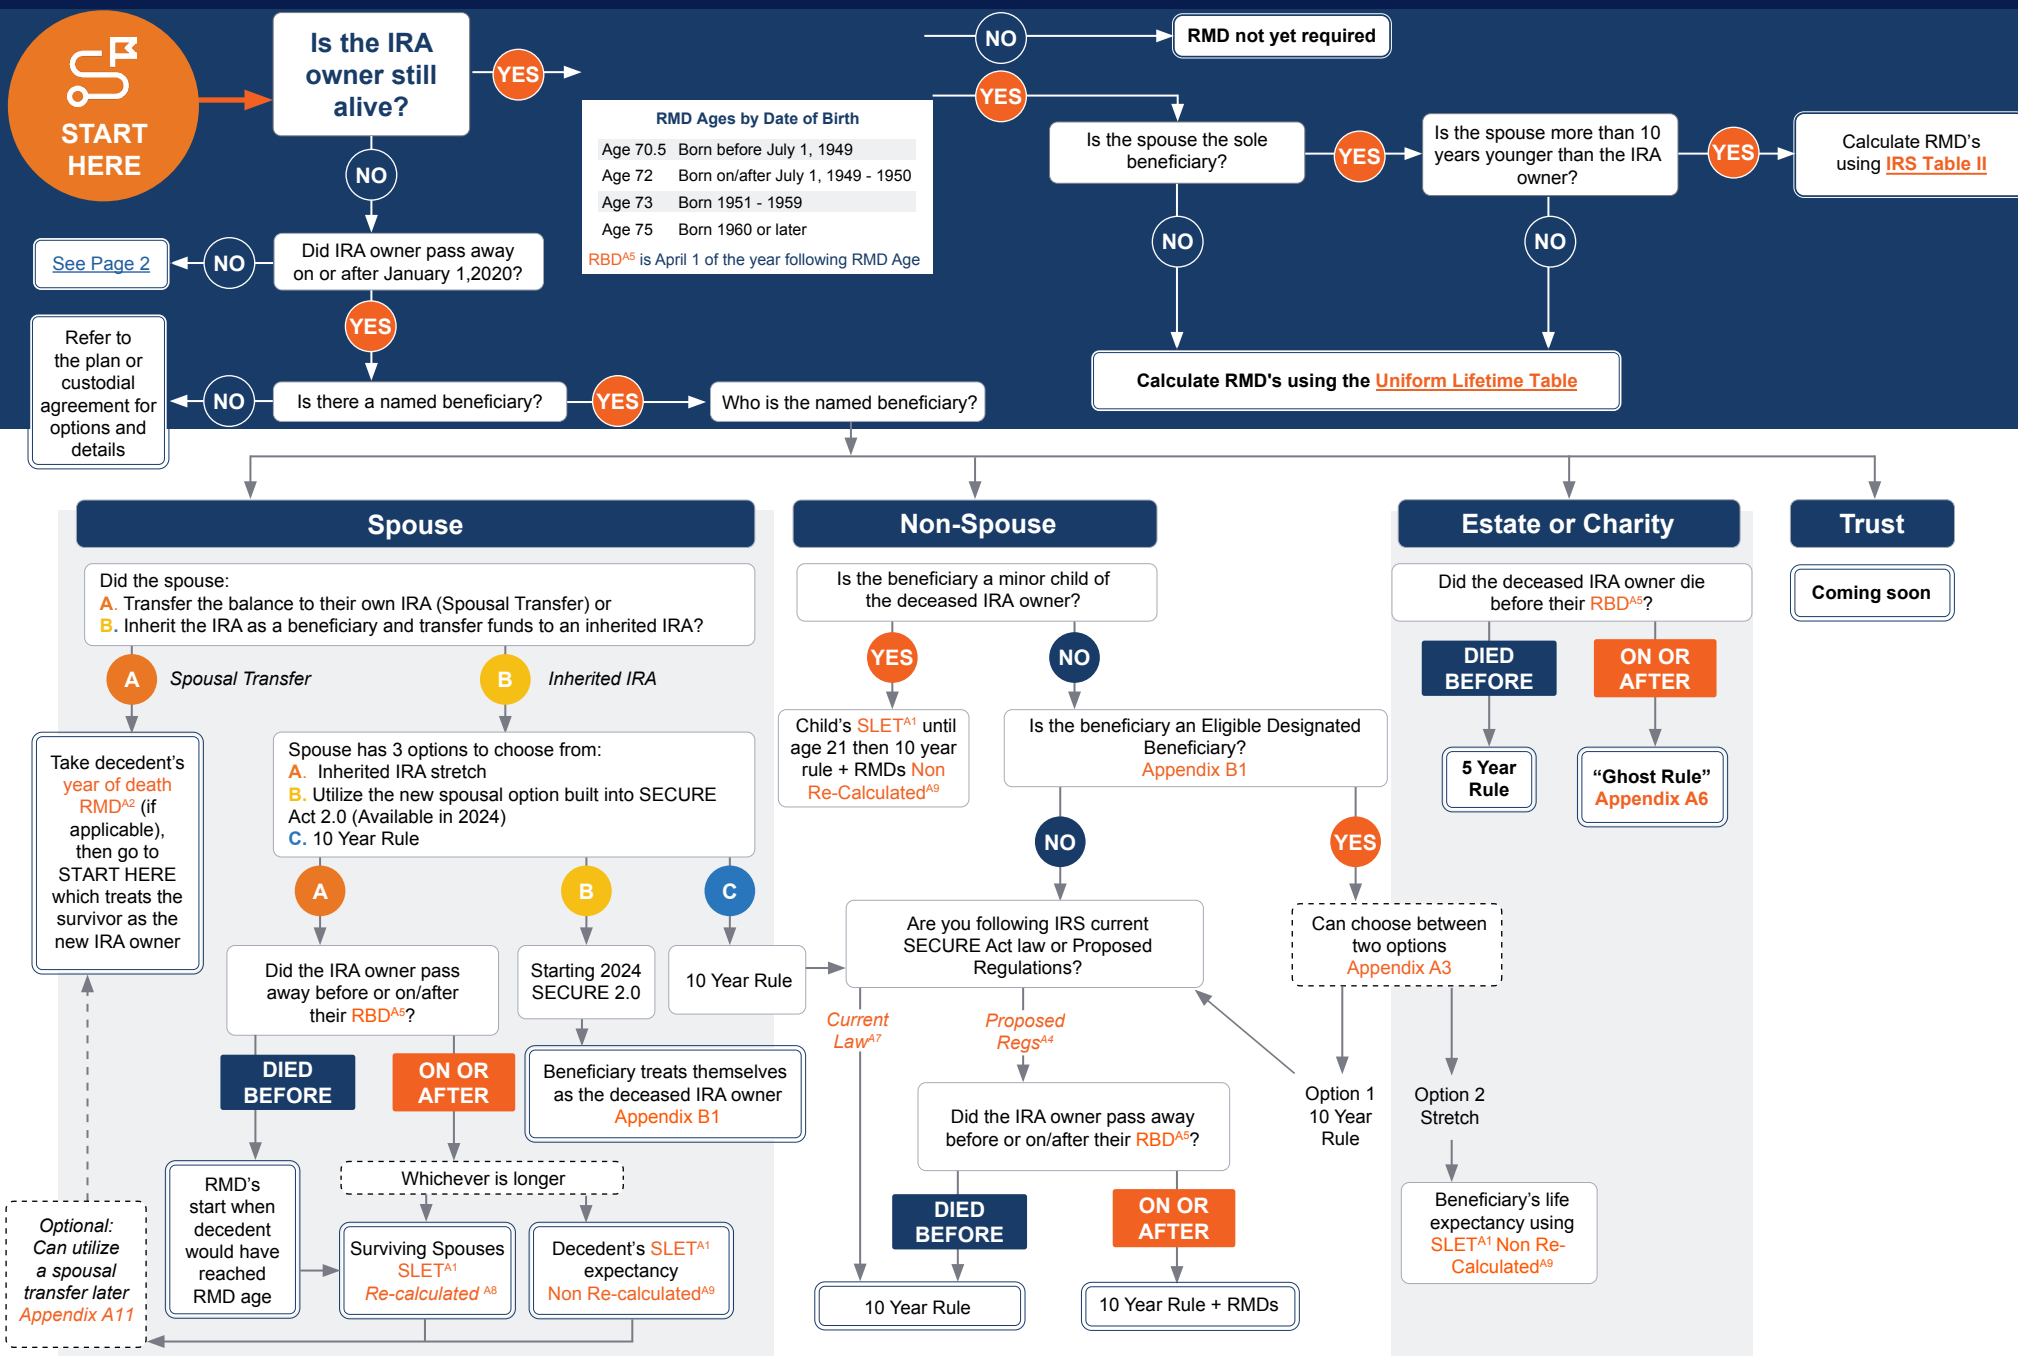 START
HERE
Is the IRA
owner still
alive?
YES
NO
RMD not yet required
YES
RMD Ages by Date of Birth
Age 70.5 Born before July 1, 1949
Age 72 Born on/after July 1, 1949 - 1950
Age 73 Born 1951 - 1959
Age 75 Born 1960 or later
RBDA5 is April 1 of the year following RMD Age
Is the spouse the sole
beneficiary?
YES
Is the spouse more than 10
years younger than the IRA
owner?
YES
Calculate RMD's
using IRS Table II
NO
NO
NO
Did IRA owner pass away
on or after January 1,2020?
NO
See Page 2
YES
Calculate RMD's using the Uniform Lifetime Table
Refer to
the plan or
custodial
agreement for
options and
details
NO
Is there a named beneficiary?
YES
Who is the named beneficiary?
Spouse
Did the spouse:
A. Transfer the balance to their own IRA (Spousal Transfer) or
B. Inherit the IRA as a beneficiary and transfer funds to an inherited IRA?
A
Spousal Transfer
B
Inherited IRA
Take decedent's
year of death
RMDA2 (if
applicable),
then go to
START HERE
which treats the
survivor as the
new IRA owner
Spouse has 3 options to choose from:
A. Inherited IRA stretch
B. Utilize the new spousal option built into SECURE
Act 2.0 (Available in 2024)
C. 10 Year Rule
A
B
C
Did the IRA owner pass
away before or on/after
their RBDA5?
Starting 2024
SECURE 2.0
10 Year Rule
DIED
BEFORE
ON OR
AFTER
Beneficiary treats themselves
as the deceased IRA owner
Appendix B1
Whichever is longer
RMD's
start when
decedent
would have
reached
RMD age
Surviving Spouses
SLETA1
Re-calculated A8
Decedent's SLETA1
expectancy
Non Re-calculatedA9
Optional:
Can utilize
a spousal
transfer later
Appendix A11
Non-Spouse
Is the beneficiary a minor child of
the deceased IRA owner?
YES
NO
Child's SLETA1 until
age 21 then 10 year
rule + RMDs Non
Re-CalculatedA9
Is the beneficiary an Eligible Designated
Beneficiary?
Appendix B1
NO
YES
Are you following IRS current
SECURE Act law or Proposed
Regulations?
Can choose between
two options
Appendix A3
Current
LawA7
Proposed
RegsA4
Did the IRA owner pass away
before or on/after their RBDA5?
Option 1
10 Year
Rule
Option 2
Stretch
DIED
BEFORE
ON OR
AFTER
Beneficiary's life
expectancy using
SLETA1 Non Re-
CalculatedA9
10 Year Rule
10 Year Rule + RMDs
Estate or Charity
Did the deceased IRA owner die
before their RBDA5?
DIED
BEFORE
ON OR
AFTER
5 Year
Rule
“Ghost Rule”
Appendix A6
Trust
Coming soon